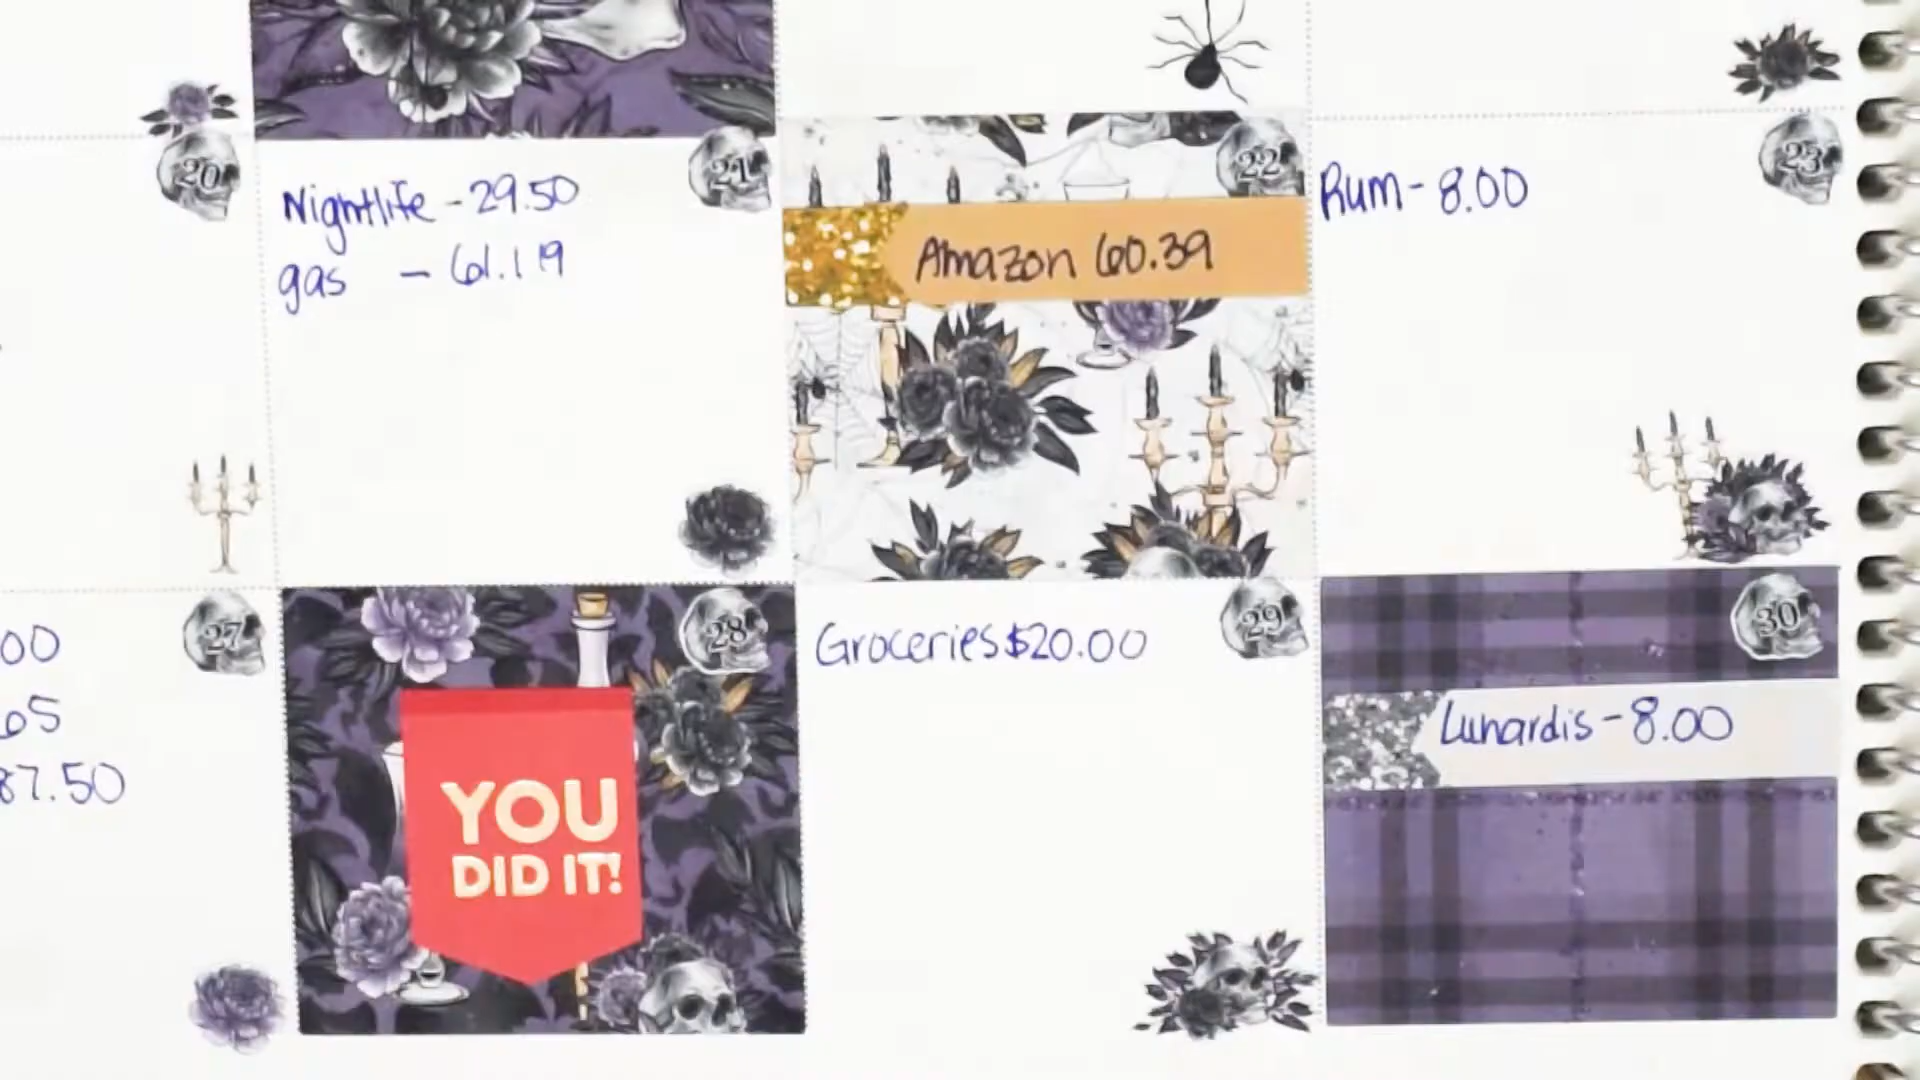 20
21
22
23
Nightlife - 29.50
gas - 61.19
Amazon 60.39
Rum - 8.00
27
28
29
30
00
65
87.50
YOU
DID IT!
Groceries $20.00
Lunardis - 8.00